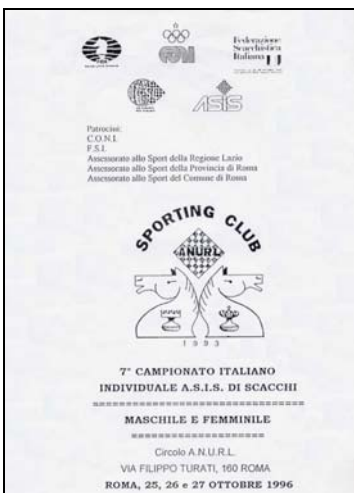 Federazione
Scacchistica
Italiana
ASIS
Patrocini:
C.O.N.I.
F.S.I.
Assessorato allo Sport della Regione Lazio
Assessorato allo Sport della Provincia di Roma
Assessorato allo Sport del Comune di Roma
SPORTING CLUB
ANURL
1993
7° CAMPIONATO ITALIANO
INDIVIDUALE A.S.I.S. DI SCACCHI
================================
MASCHILE E FEMMINILE
====================
Circolo A.N.U.R.L.
VIA FILIPPO TURATI, 160 ROMA
ROMA, 25, 26 e 27 OTTOBRE 1996